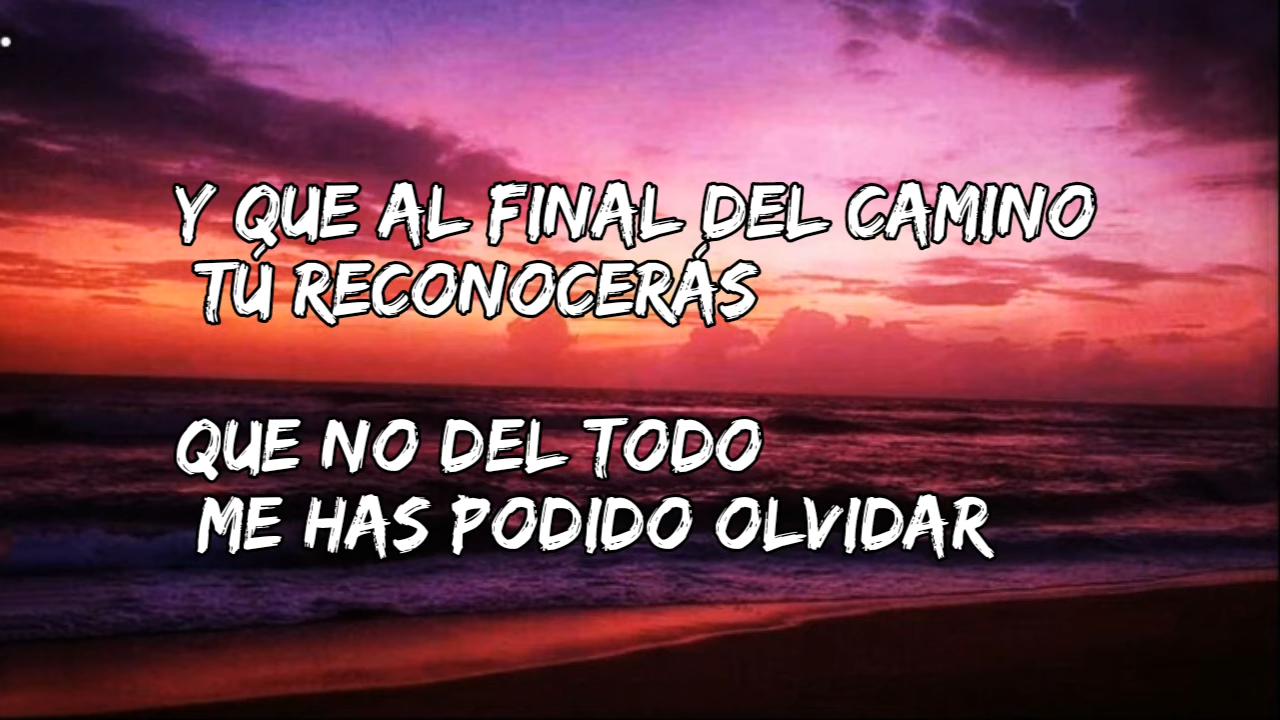 Y QUE AL FINAL DEL CAMINO
TÚ RECONOCERÁS
QUE NO DEL TODO
ME HAS PODIDO OLVIDAR